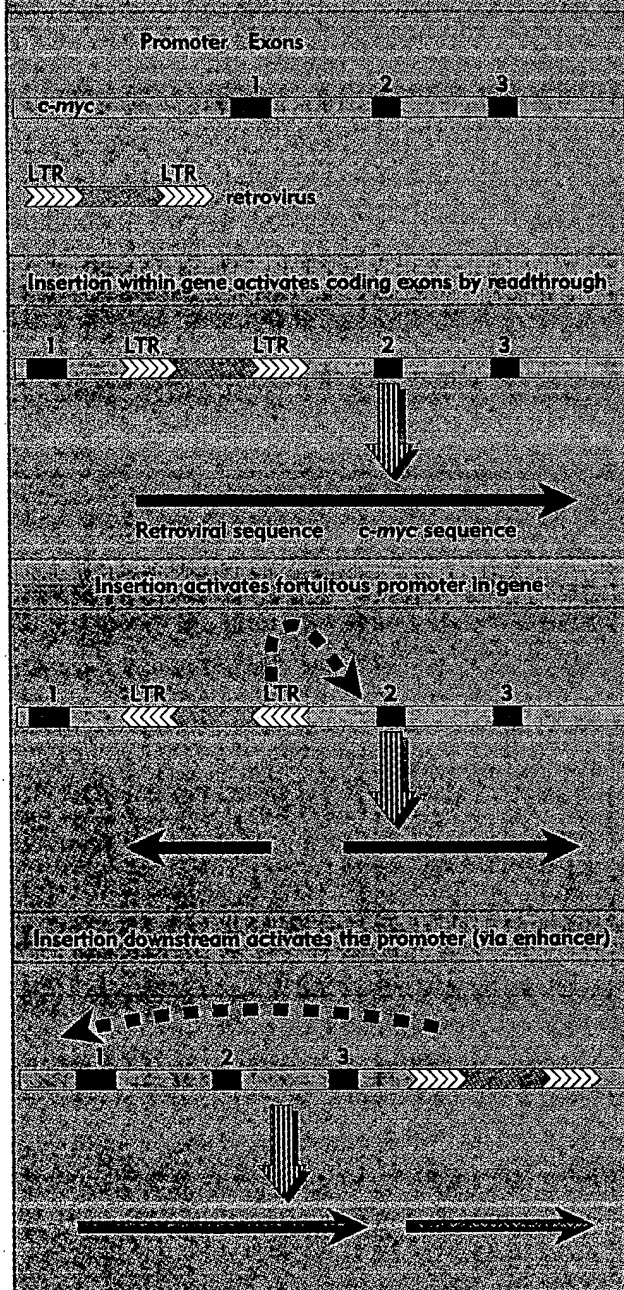 Promoter Exons
1 2 3
c-myc
LTR LTR
retrovirus
Insertion within gene activates coding exons by readthrough
1 LTR LTR 2 3
Retroviral sequence c-myc sequence
Insertion activates fortuitous promoter in gene
1 LTR LTR 2 3
Insertion downstream activates the promoter (via enhancer)
1 2 3